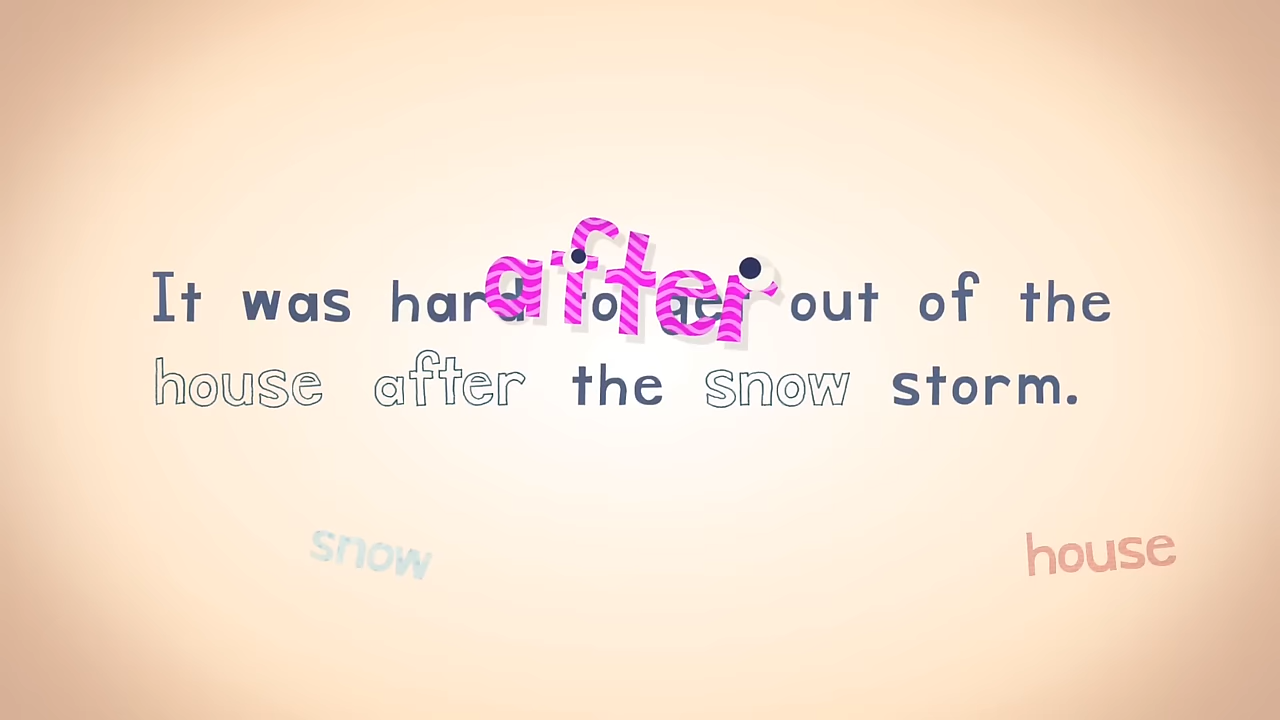 after
It was hard to get out of the
house after the snow storm.
snow house